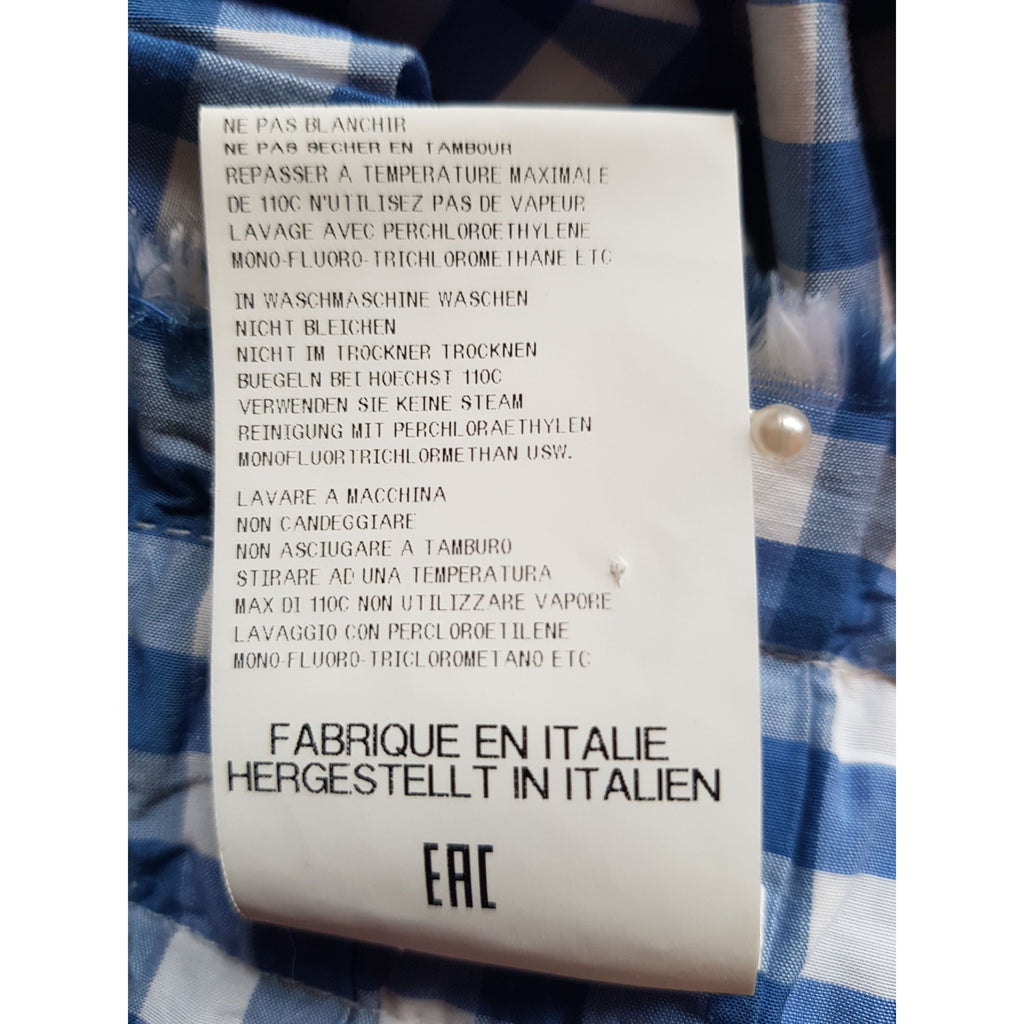 NE PAS BLANCHIR
NE PAS SECHER EN TAMBOUR
REPASSER A TEMPERATURE MAXIMALE
DE 110C N'UTILISEZ PAS DE VAPEUR
LAVAGE AVEC PERCHLOROETHYLENE
MONO-FLUORO-TRICHLOROMETHANE ETC
IN WASCHMASCHINE WASCHEN
NICHT BLEICHEN
NICHT IM TROCKNER TROCKNEN
BUEGELN BEI HOECHST 110C
VERWENDEN SIE KEINE STEAM
REINIGUNG MIT PERCHLORAETHYLEN
MONOFLUORTRICHLORMETHAN USW.
LAVARE A MACCHINA
NON CANDEGGIARE
NON ASCIUGARE A TAMBURO
STIRARE AD UNA TEMPERATURA
MAX DI 110C NON UTILIZZARE VAPORE
LAVAGGIO CON PERCLOROETILENE
MONO-FLUORO-TRICLOROMETANO ETC
FABRIQUE EN ITALIE
HERGESTELLT IN ITALIEN
EAC